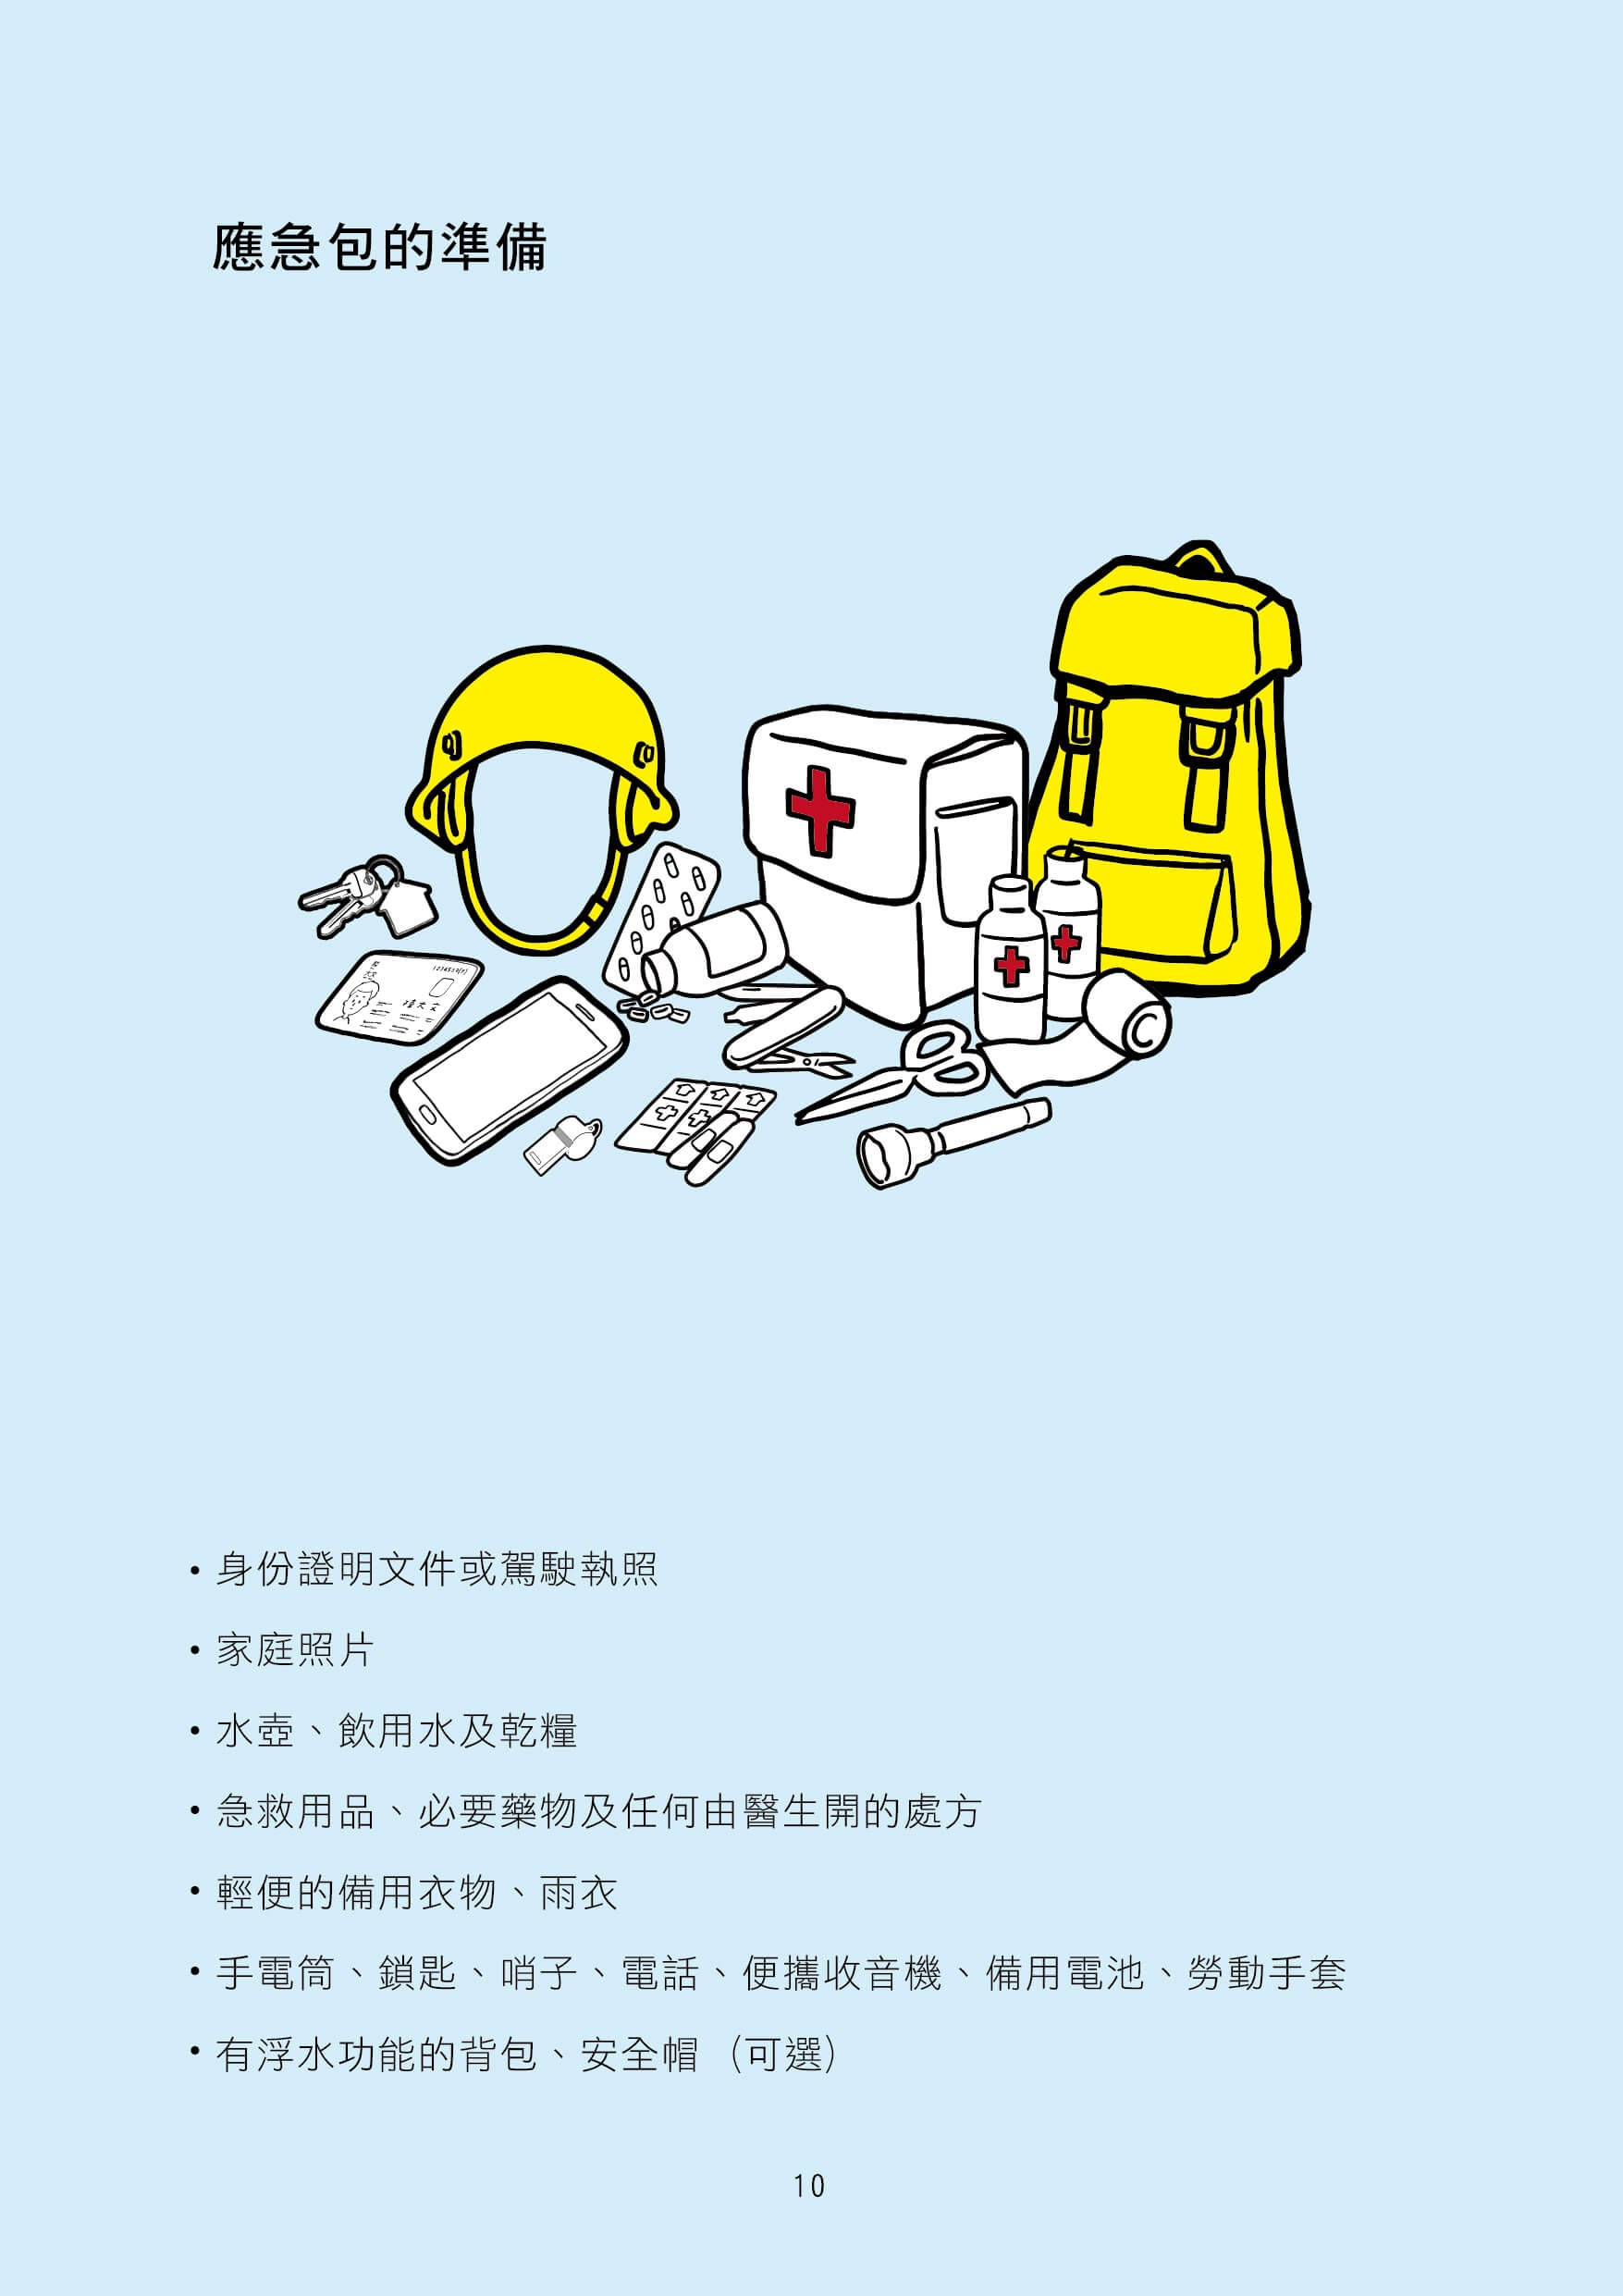 應急包的準備
• 身份證明文件或駕駛執照
• 家庭照片
• 水壺、飲用水及乾糧
• 急救用品、必要藥物及任何由醫生開的處方
• 輕便的備用衣物、雨衣
• 手電筒、鎖匙、哨子、電話、便攜收音機、備用電池、勞動手套
• 有浮水功能的背包、安全帽 (可選)
10